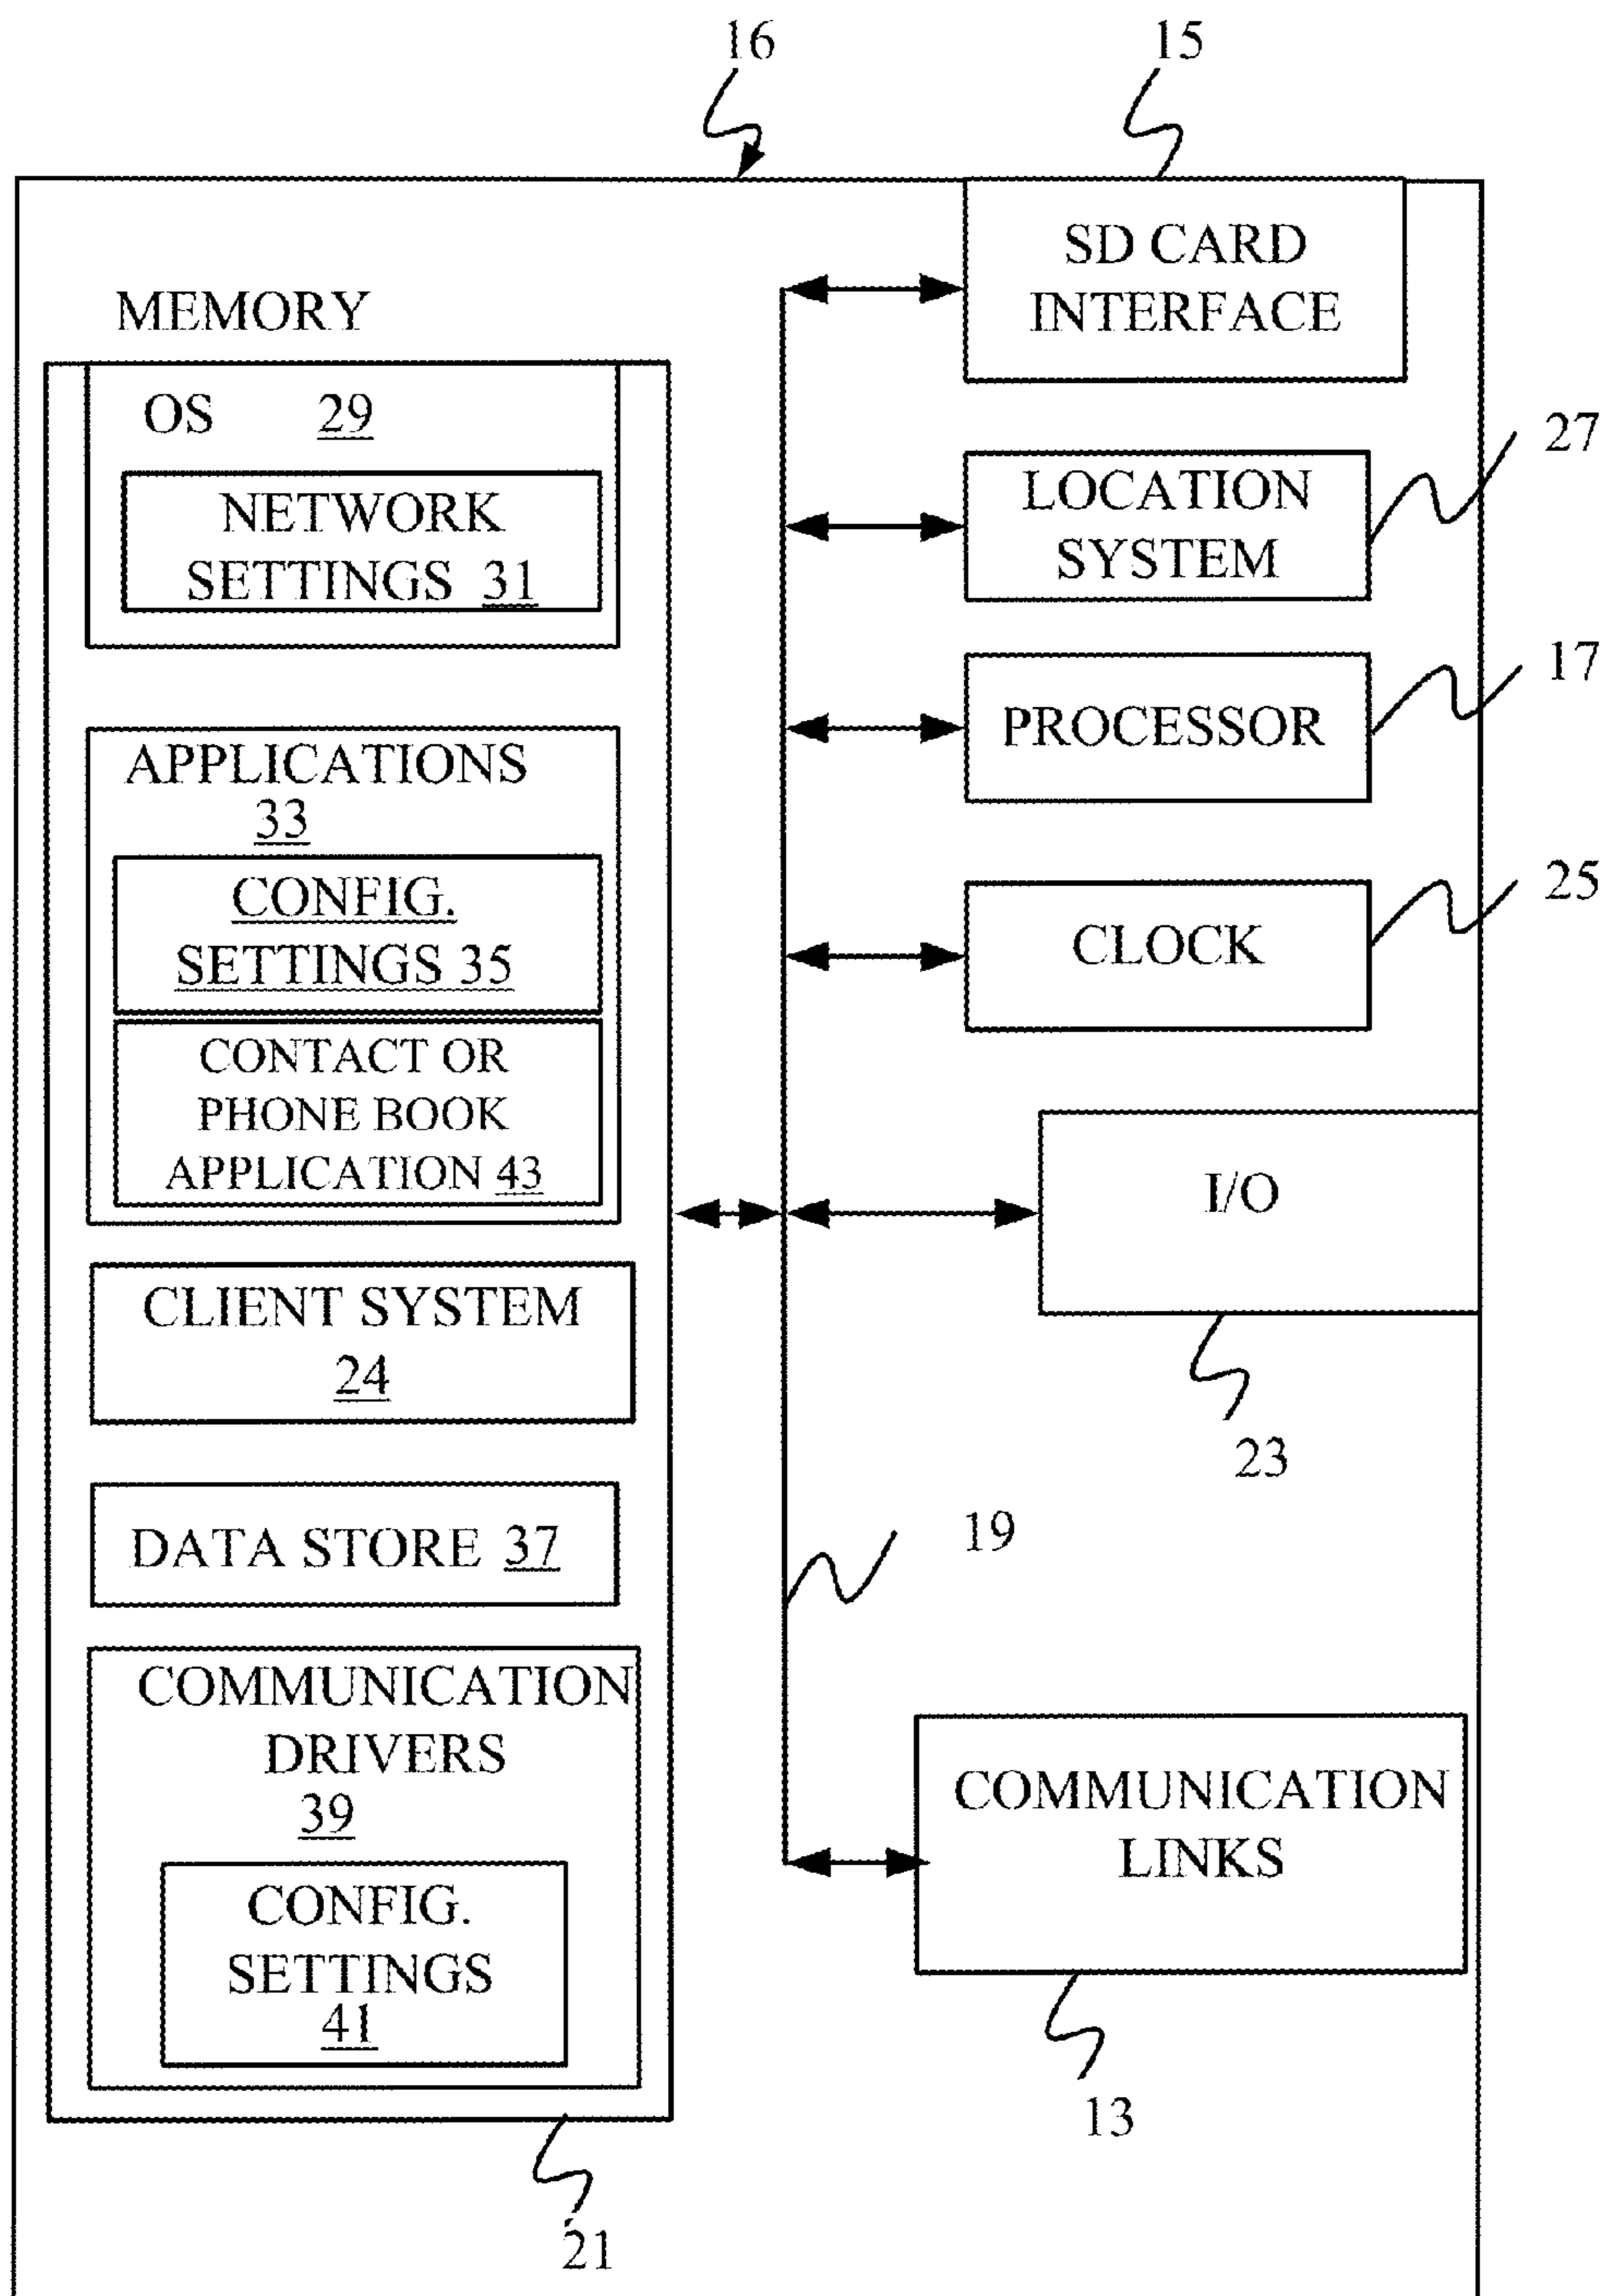 16
15
SD CARD
INTERFACE
MEMORY
OS 29
NETWORK
SETTINGS 31
APPLICATIONS
33
CONFIG.
SETTINGS 35
CONTACT OR
PHONE BOOK
APPLICATION 43
CLIENT SYSTEM
24
DATA STORE 37
COMMUNICATION
DRIVERS
39
CONFIG.
SETTINGS
41
21
LOCATION
SYSTEM
27
PROCESSOR
17
CLOCK
25
I/O
23
19
COMMUNICATION
LINKS
13